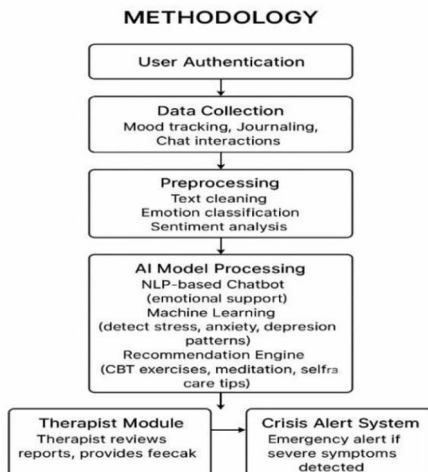 METHODOLOGY
User Authentication
Data Collection
Mood tracking, Journaling,
Chat interactions
Preprocessing
Text cleaning
Emotion classification
Sentiment analysis
AI Model Processing
NLP-based Chatbot
(emotional support)
Machine Learning
(detect stress, anxiety, depresion
patterns)
Recommendation Engine
(CBT exercises, meditation, selfrз
care tips)
Therapist Module
Therapist reviews
reports, provides feecak
Crisis Alert System
Emergency alert if
severe symptoms
detected